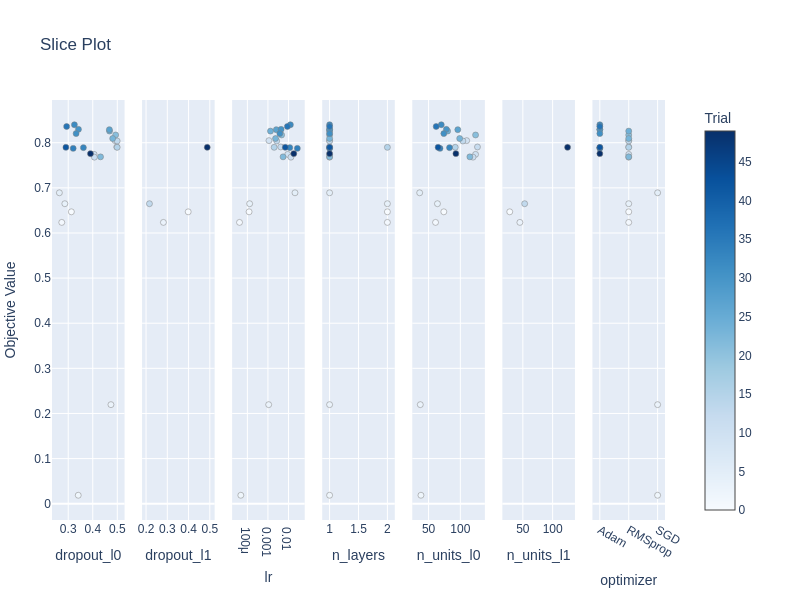 Slice Plot
Trial
Objective Value
0.8
0.7
0.6
0.5
0.4
0.3
0.2
0.1
0
0.3 0.4 0.5
dropout_l0
0.2 0.3 0.4 0.5
dropout_l1
100μ 0.001 0.01
lr
1 1.5 2
n_layers
50 100
n_units_l0
50 100
n_units_l1
Adam RMSprop SGD
optimizer
45
40
35
30
25
20
15
10
5
0